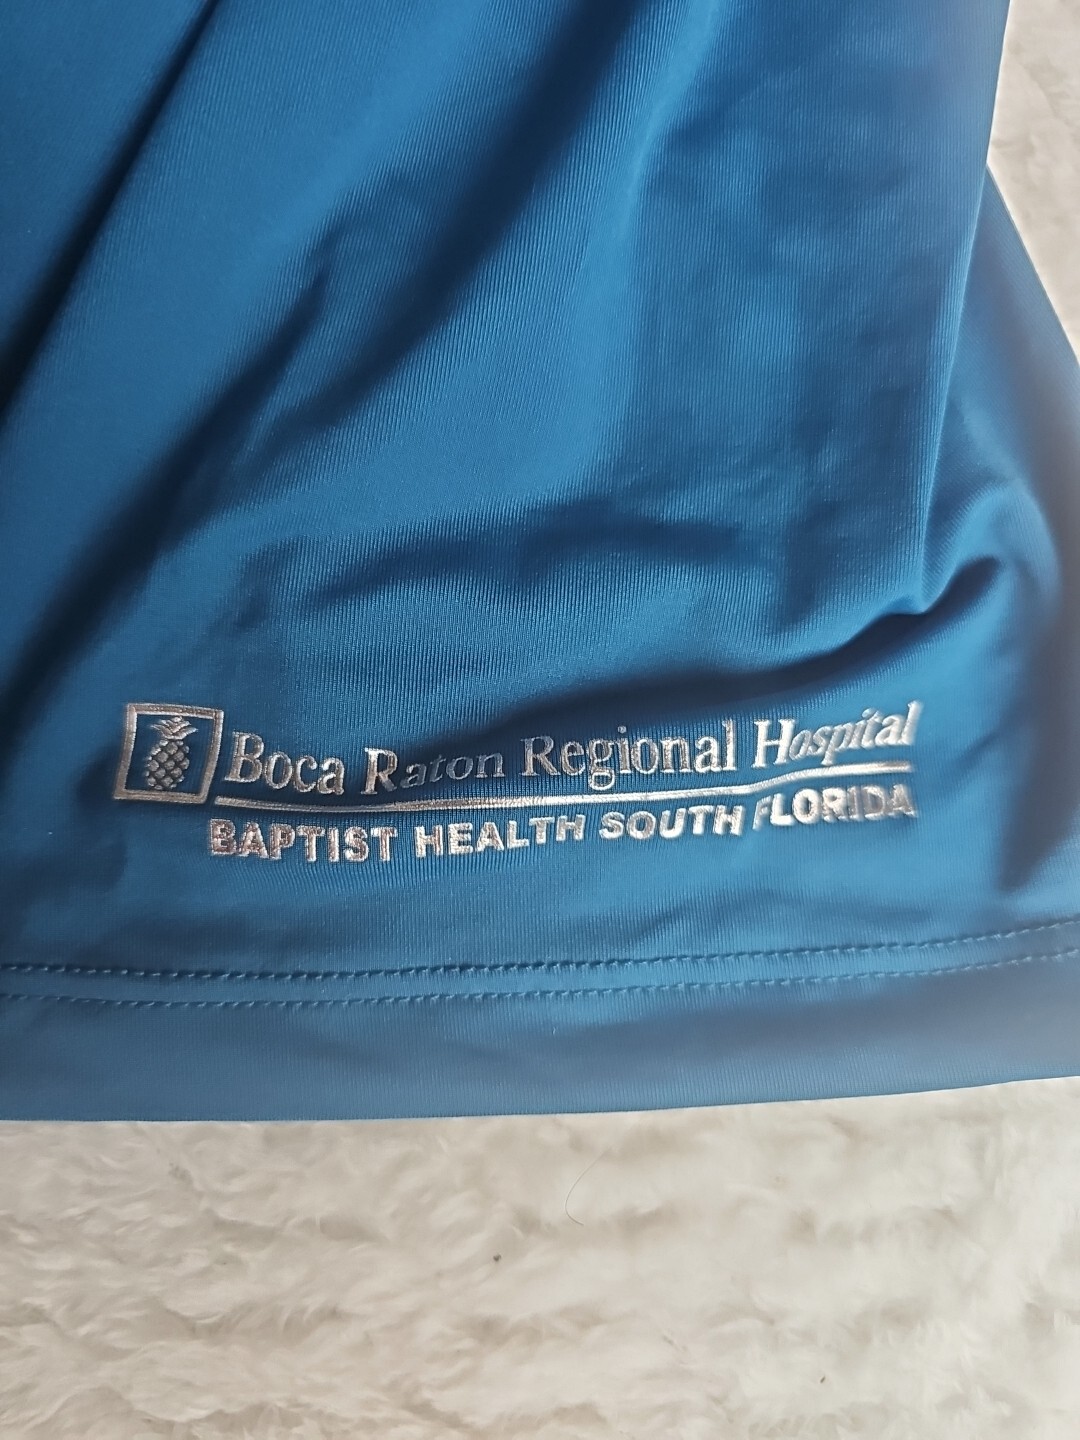 Boca Raton Regional Hospital
BAPTIST HEALTH SOUTH FLORIDA